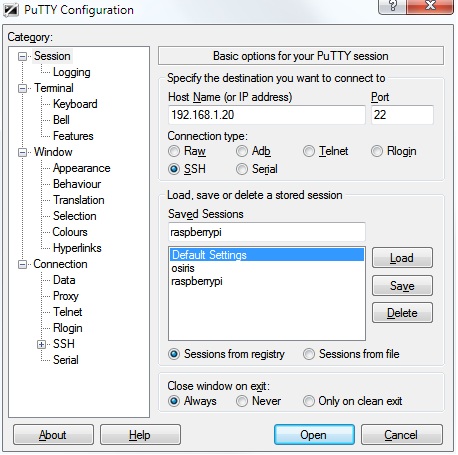 PuTTY Configuration
Category:
Session
Logging
Terminal
Keyboard
Bell
Features
Window
Appearance
Behaviour
Translation
Selection
Colours
Hyperlinks
Connection
Data
Proxy
Telnet
Rlogin
SSH
Serial
Basic options for your PuTTY session
Specify the destination you want to connect to
Host Name (or IP address) Port
192.168.1.20 22
Connection type:
Raw Adb Telnet Rlogin
SSH Serial
Load, save or delete a stored session
Saved Sessions
raspberrypi
Default Settings
osiris
raspberrypi
Load
Save
Delete
Sessions from registry Sessions from file
Close window on exit:
Always Never Only on clean exit
About Help Open Cancel